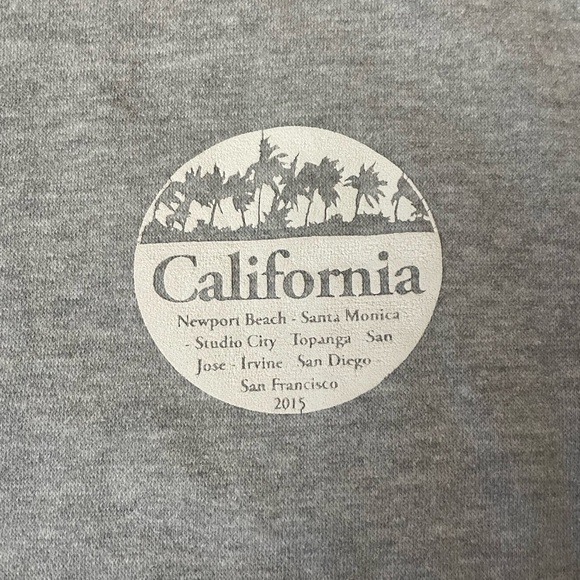 California
Newport Beach - Santa Monica
- Studio City Topanga San
Jose - Irvine San Diego -
San Francisco
2015